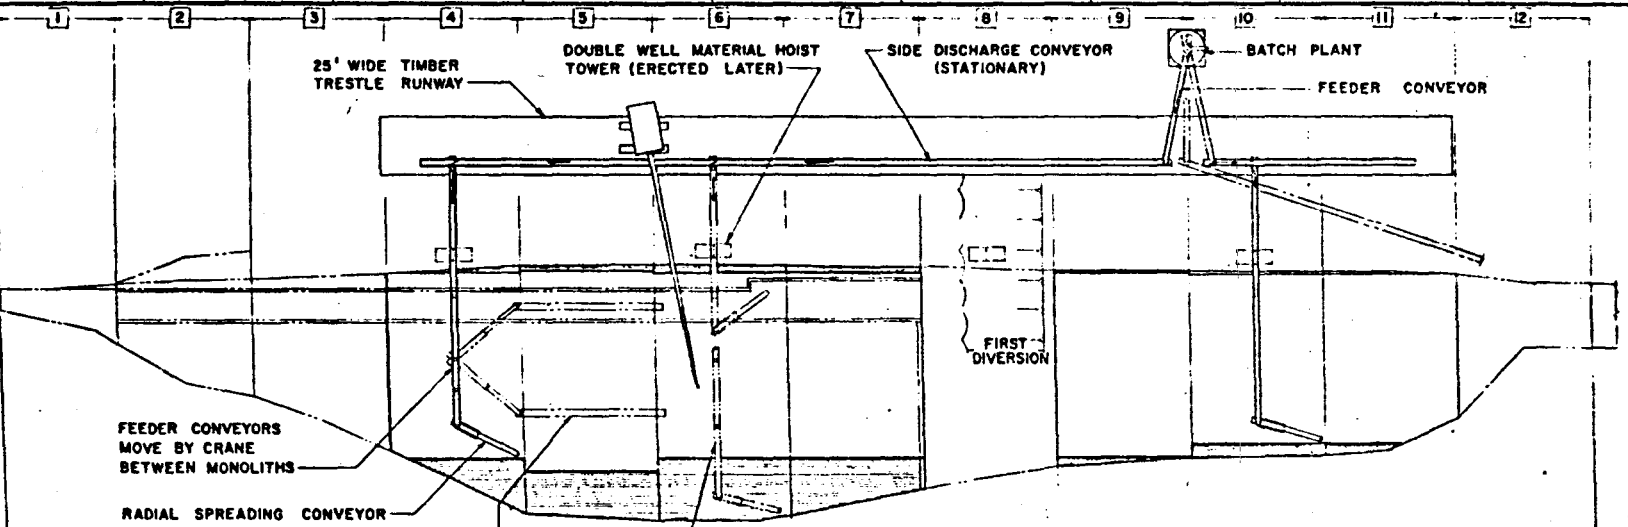 1 2 3 4 5 6 7 8 9 10 11 12
25' WIDE TIMBER
TRESTLE RUNWAY
DOUBLE WELL MATERIAL HOIST
TOWER (ERECTED LATER)
SIDE DISCHARGE CONVEYOR
(STATIONARY)
BATCH PLANT
FEEDER CONVEYOR
FIRST
DIVERSION
FEEDER CONVEYORS
MOVE BY CRANE
BETWEEN MONOLITHS
RADIAL SPREADING CONVEYOR